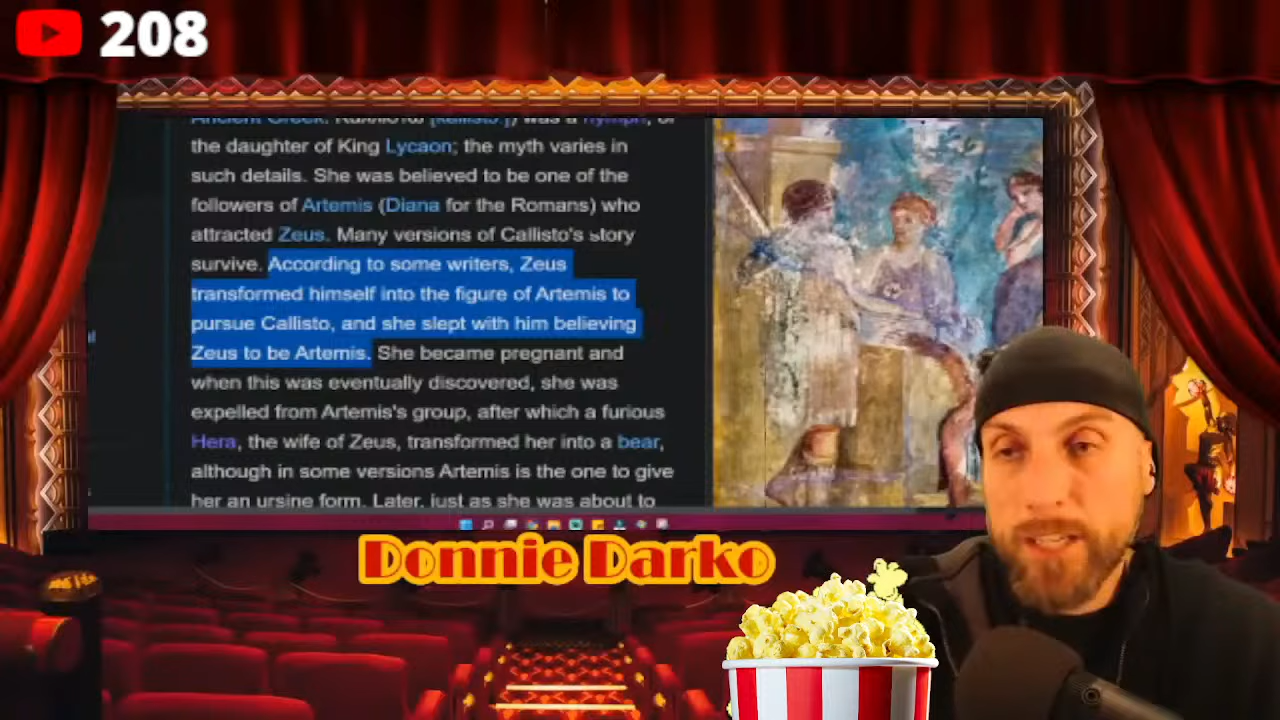 208
the daughter of King Lycaon; the myth varies in
such details. She was believed to be one of the
followers of Artemis (Diana for the Romans) who
attracted Zeus. Many versions of Callisto's story
survive. According to some writers, Zeus
transformed himself into the figure of Artemis to
pursue Callisto, and she slept with him believing
Zeus to be Artemis. She became pregnant and
when this was eventually discovered, she was
expelled from Artemis's group, after which a furious
Hera, the wife of Zeus, transformed her into a bear,
although in some versions Artemis is the one to give
her an ursine form. Later, just as she was about to
Donnie Darko